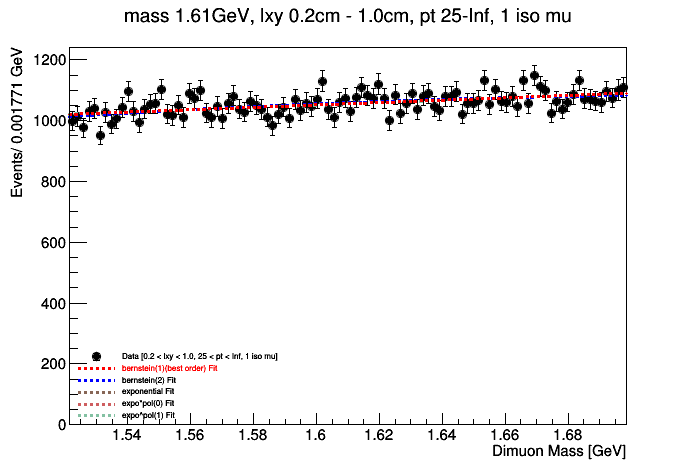 mass 1.61GeV, lxy 0.2cm - 1.0cm, pt 25-Inf, 1 iso mu
Events/ 0.001771 GeV
1200
1000
800
600
400
200
0
Data [0.2 < lxy < 1.0, 25 < pt < Inf, 1 iso mu]
bernstein(1)(best order) Fit
bernstein(2) Fit
exponential Fit
expo*pol(0) Fit
expo*pol(1) Fit
1.54 1.56 1.58 1.6 1.62 1.64 1.66 1.68
Dimuon Mass [GeV]